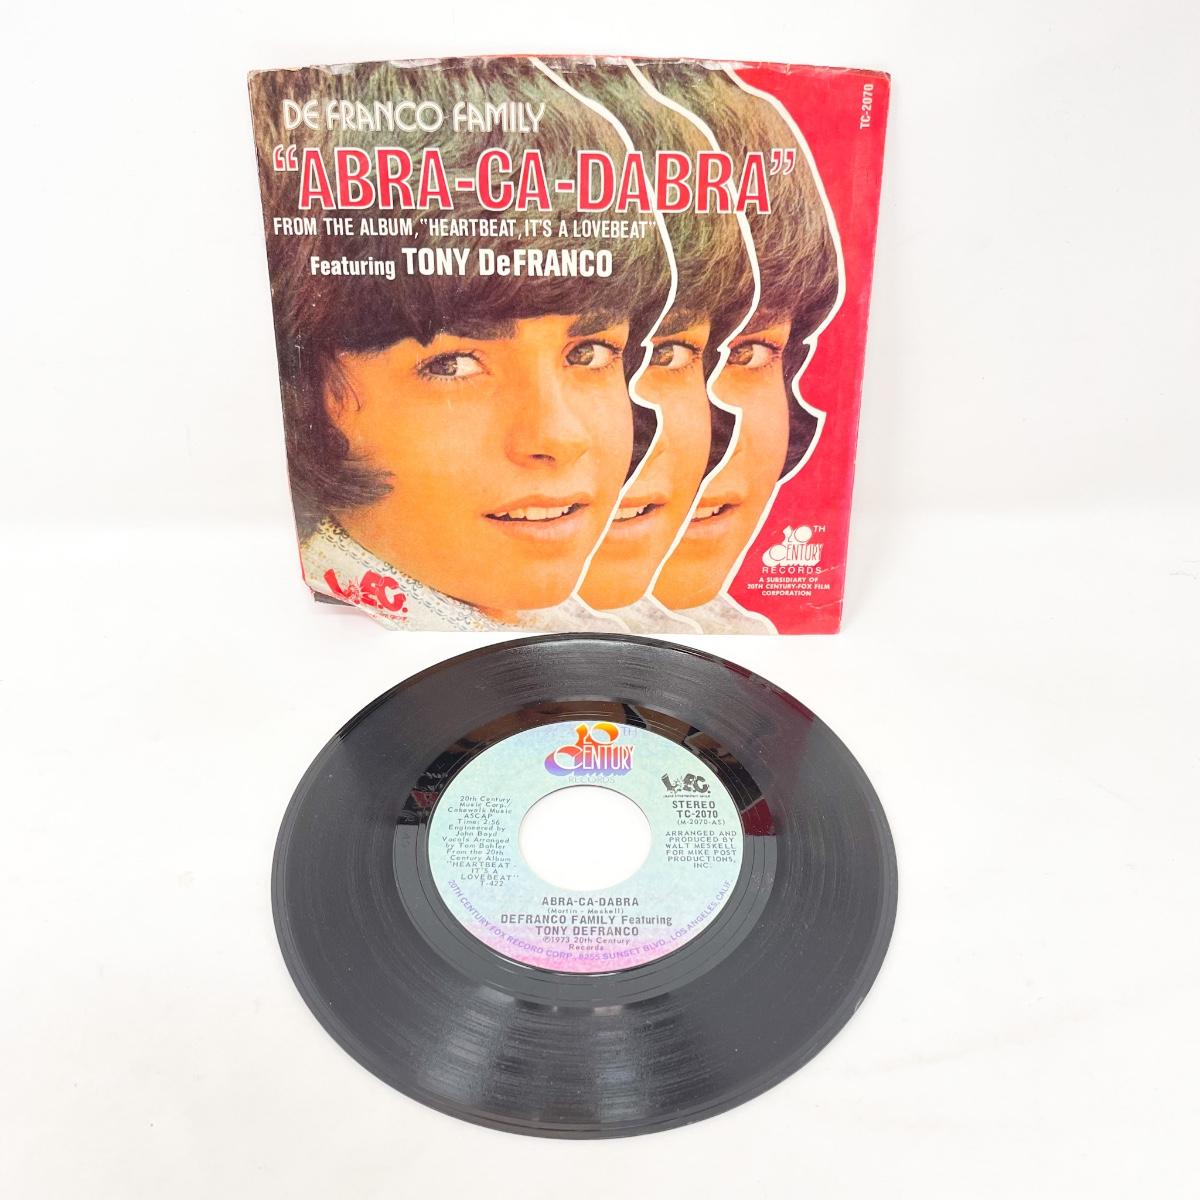 DE FRANCO FAMILY
"ABRA-CA-DABRA"
FROM THE ALBUM, "HEARTBEAT, IT'S A LOVEBEAT"
Featuring TONY DeFRANCO
TC-2070
20TH
CENTURY
RECORDS
A SUBSIDIARY OF
20TH CENTURY-FOX FILM
CORPORATION
20TH
CENTURY
RECORDS
20th Century
Music Corp./
Cakewalk Music
ASCAP
Time: 2:56
Engineered by
John Boyd
Vocals Arranged
by Tom Bahler
From the 20th
Century Album
"HEARTBEAT -
IT'S A
LOVEBEAT"
T-422
STEREO
TC-2070
(M-2070-AS)
ARRANGED AND
PRODUCED BY
WALT MESKELL
FOR MIKE POST
PRODUCTIONS,
INC.
ABRA-CA-DABRA
(Martin - Meskell)
DEFRANCO FAMILY Featuring
TONY DEFRANCO
℗1973 20th Century
Records
20TH CENTURY FOX RECORD CORP., 8255 SUNSET BLVD., LOS ANGELES, CALIF.